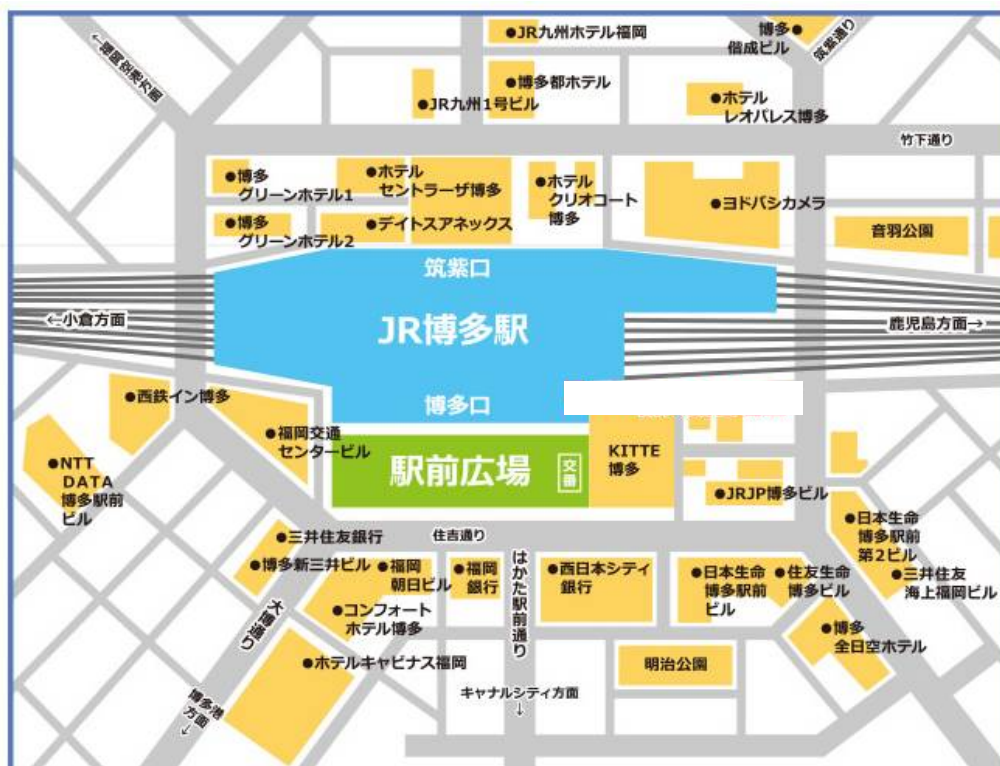 ●JR九州ホテル福岡
博多●
偕成ビル
筑紫通り
←福岡空港方面
●JR九州1号ビル
●博多都ホテル
●ホテル
レオパレス博多
竹下通り
●博多
グリーンホテル1
●ホテル
セントラーザ博多
●ホテル
クリオコート
博多
●ヨドバシカメラ
●博多
グリーンホテル2
●デイトスアネックス
音羽公園
筑紫口
←小倉方面
JR博多駅
鹿児島方面→
博多口
●西鉄イン博多
●福岡交通
センタービル
駅前広場
交番
KITTE
博多
●NTT
DATA
博多駅前
ビル
●JRJP博多ビル
●三井住友銀行
住吉通り
●日本生命
博多駅前
第2ビル
●博多新三井ビル
●福岡
朝日ビル
●福岡
銀行
はかた駅前通り
●西日本シティ
銀行
●日本生命
博多駅前
ビル
●住友生命
博多ビル
●三井住友
海上福岡ビル
大博通り
●コンフォート
ホテル博多
●博多
全日空ホテル
●ホテルキャビナス福岡
明治公園
博多港
方面→
キャナルシティ方面
↓